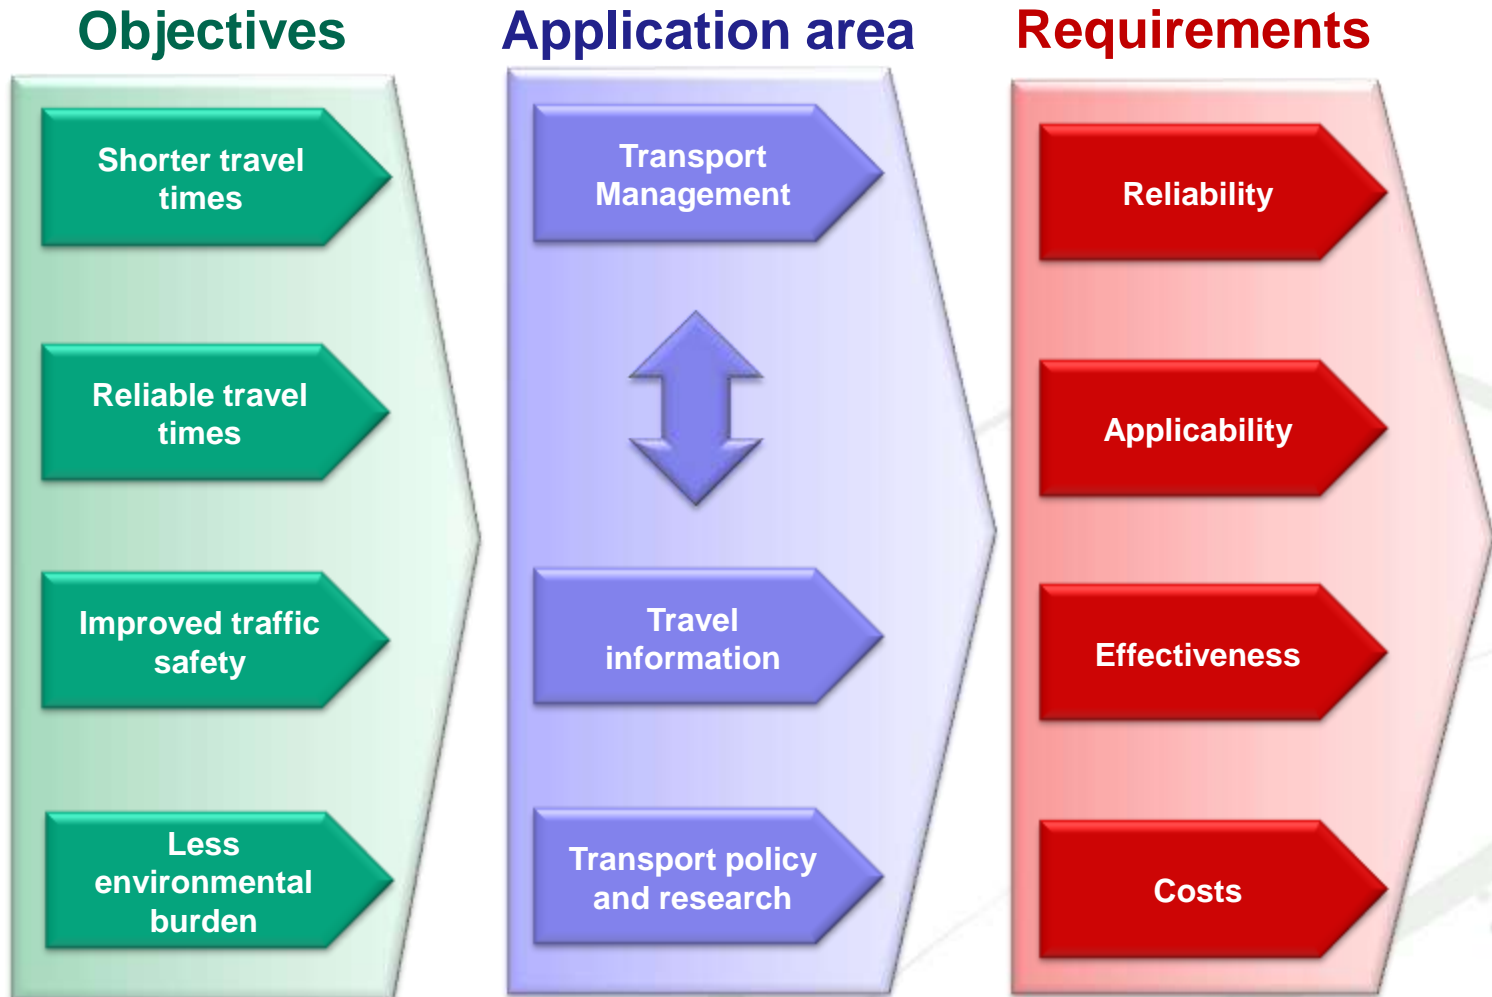 Objectives
Shorter travel
times
Reliable travel
times
Improved traffic
safety
Less
environmental
burden
Application area
Transport
Management
Travel
information
Transport policy
and research
Requirements
Reliability
Applicability
Effectiveness
Costs